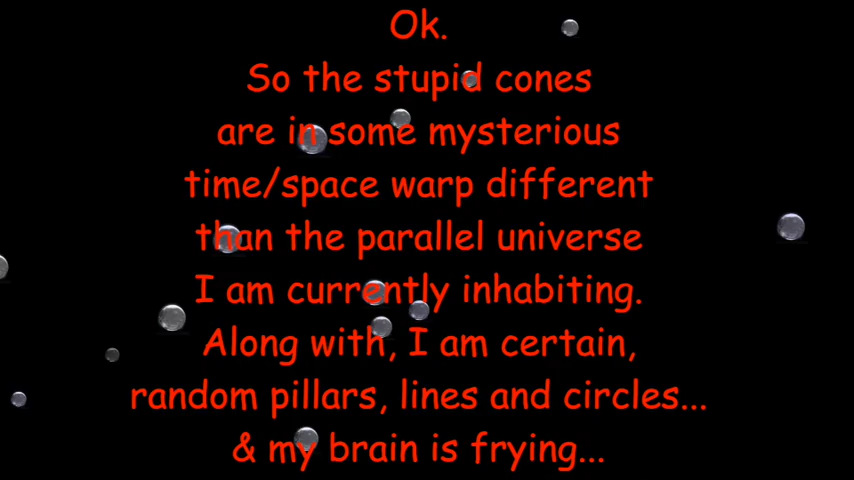 Ok.
So the stupid cones
are in some mysterious
time/space warp different
than the parallel universe
I am currently inhabiting.
Along with, I am certain,
random pillars, lines and circles...
& my brain is frying...